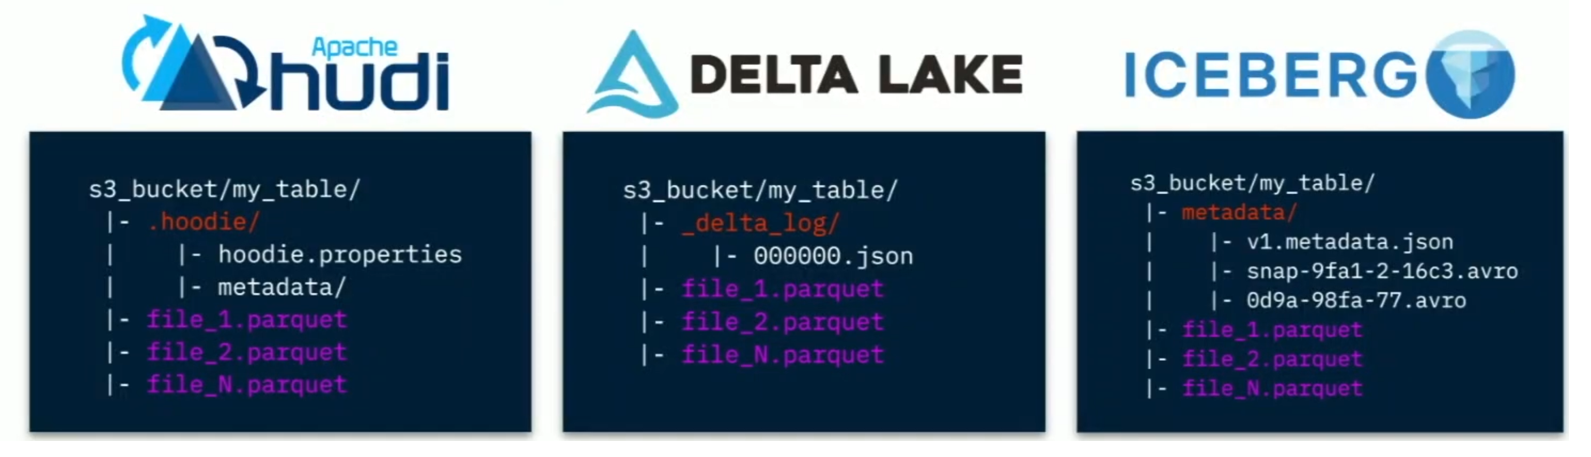 Apache
hudi
s3_bucket/my_table/
|- .hoodie/
|    |- hoodie.properties
|    |- metadata/
|- file_1.parquet
|- file_2.parquet
|- file_N.parquet
DELTA LAKE
s3_bucket/my_table/
|- _delta_log/
|    |- 000000.json
|- file_1.parquet
|- file_2.parquet
|- file_N.parquet
ICEBERG
s3_bucket/my_table/
|- metadata/
|    |- v1.metadata.json
|    |- snap-9fa1-2-16c3.avro
|    |- 0d9a-98fa-77.avro
|- file_1.parquet
|- file_2.parquet
|- file_N.parquet